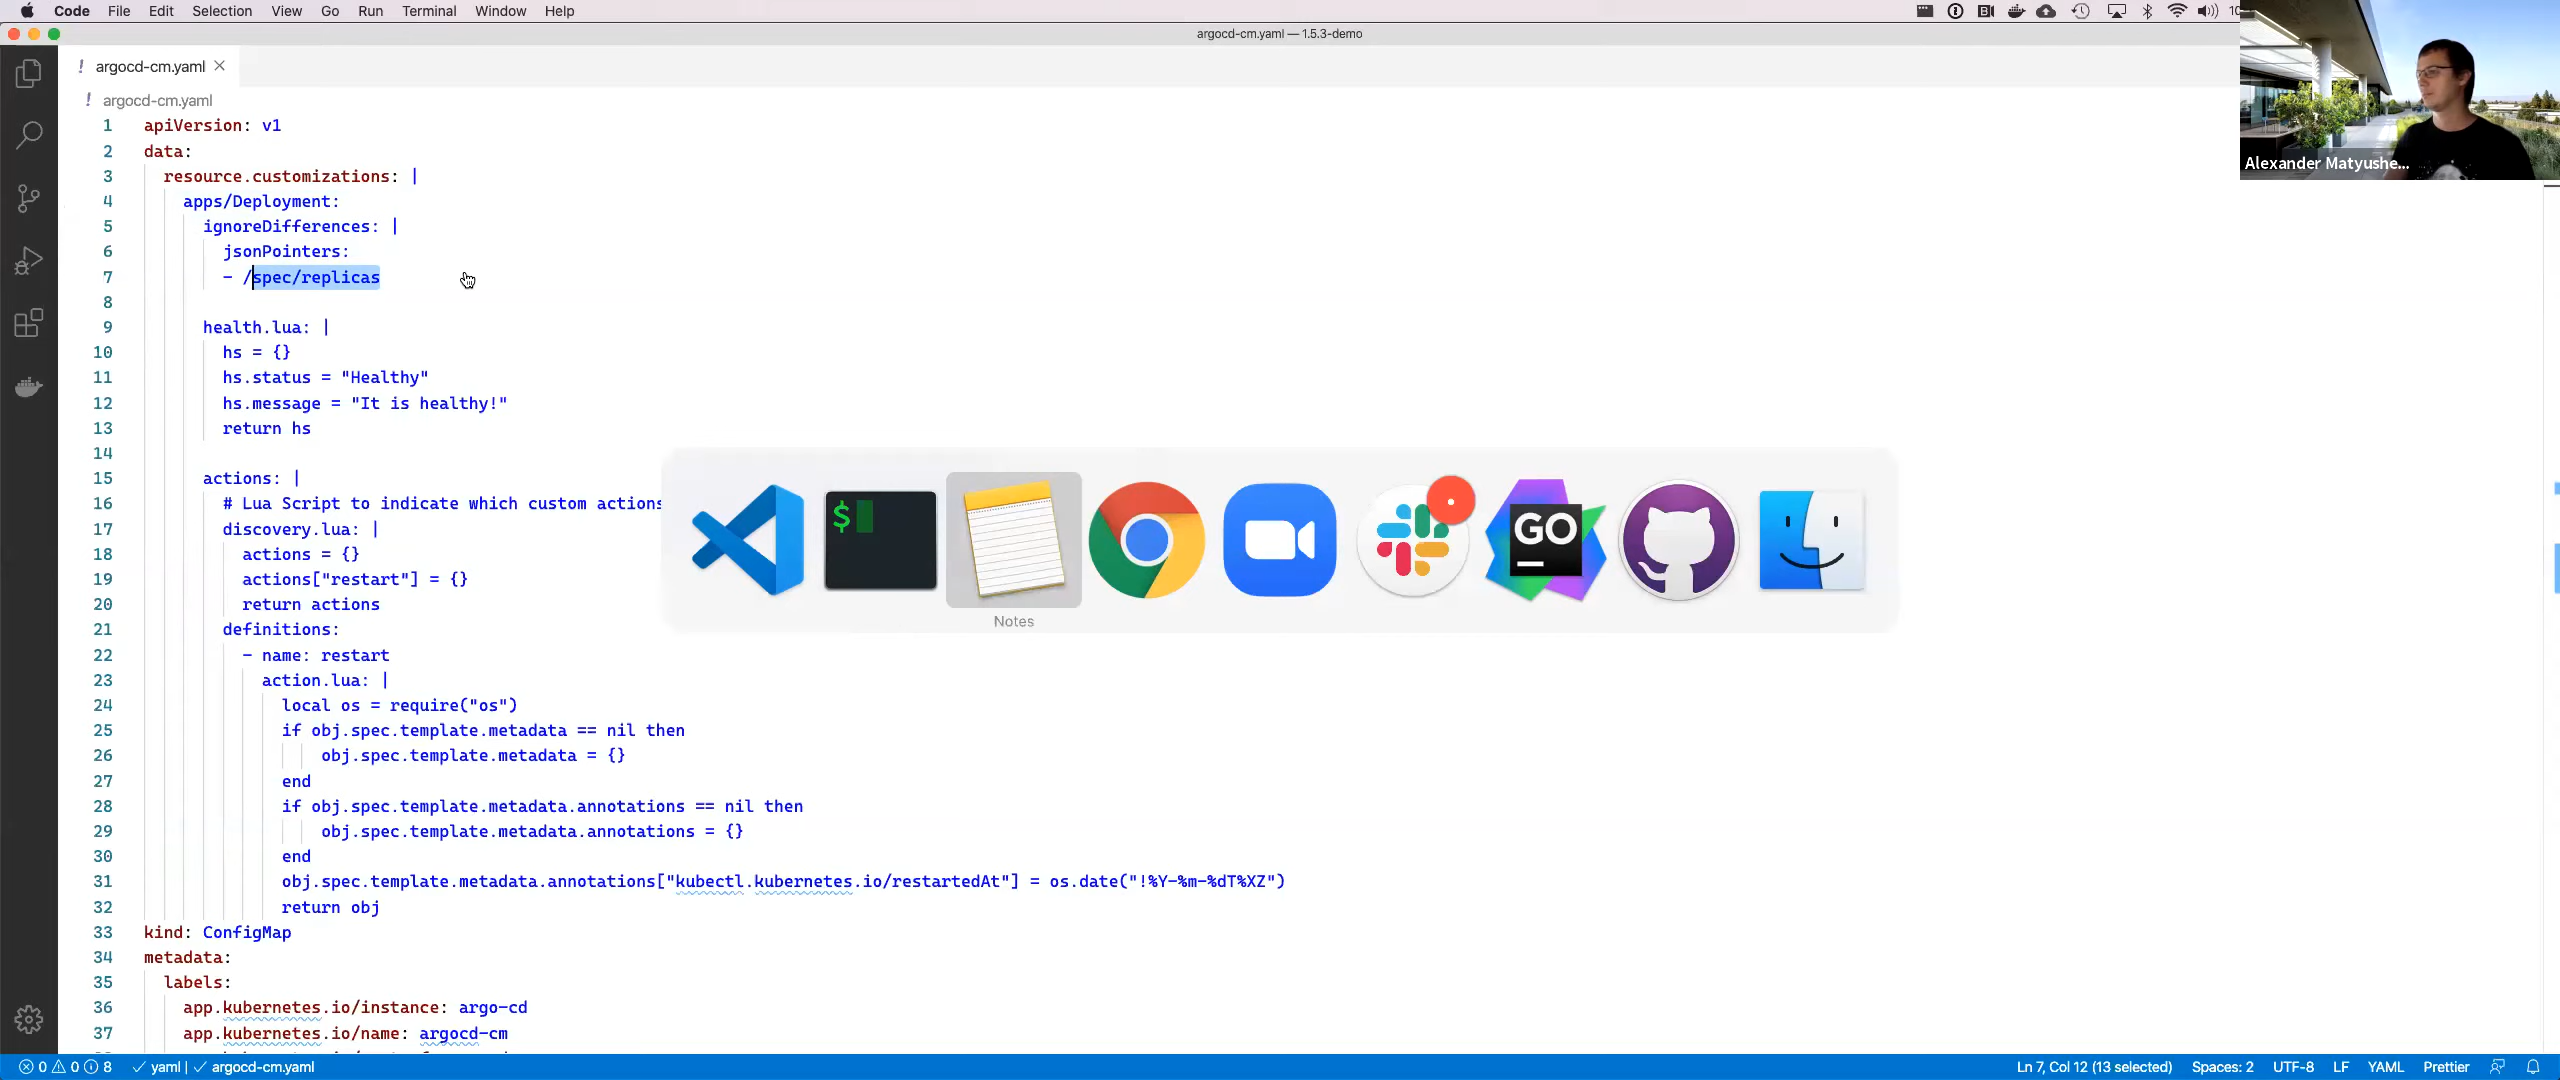 Code File Edit Selection View Go Run Terminal Window Help
argocd-cm.yaml — 1.5.3-demo
! argocd-cm.yaml
! argocd-cm.yaml
Alexander Matyushe...
1 apiVersion: v1
2 data:
3 resource.customizations: |
4 apps/Deployment:
5 ignoreDifferences: |
6 jsonPointers:
7 - /spec/replicas
8
9 health.lua: |
10 hs = {}
11 hs.status = "Healthy"
12 hs.message = "It is healthy!"
13 return hs
14
15 actions: |
16 # Lua Script to indicate which custom actions
17 discovery.lua: |
18 actions = {}
19 actions["restart"] = {}
20 return actions
21 definitions:
22 - name: restart
23 action.lua: |
24 local os = require("os")
25 if obj.spec.template.metadata == nil then
26 obj.spec.template.metadata = {}
27 end
28 if obj.spec.template.metadata.annotations == nil then
29 obj.spec.template.metadata.annotations = {}
30 end
31 obj.spec.template.metadata.annotations["kubectl.kubernetes.io/restartedAt"] = os.date("!%Y-%m-%dT%XZ")
32 return obj
33 kind: ConfigMap
34 metadata:
35 labels:
36 app.kubernetes.io/instance: argo-cd
37 app.kubernetes.io/name: argocd-cm
$
GO
Notes
0 0 8 yaml | argocd-cm.yaml
Ln 7, Col 12 (13 selected) Spaces: 2 UTF-8 LF YAML Prettier